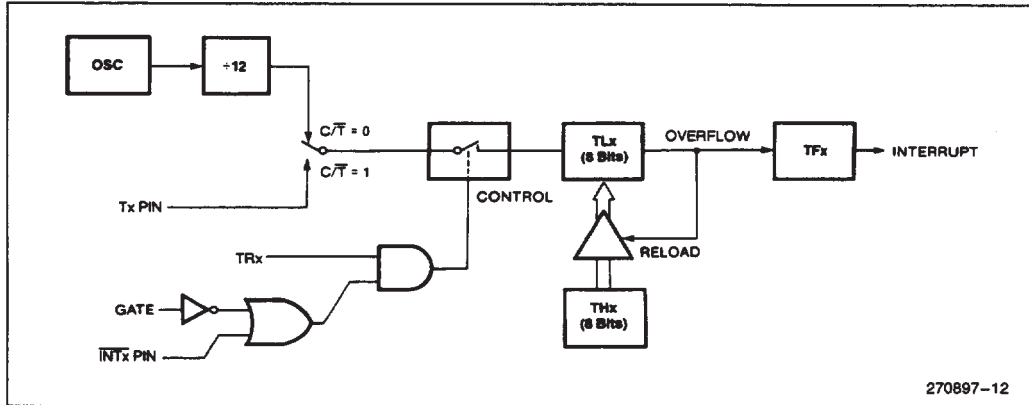 OSC
÷12
C/T̅ = 0
C/T̅ = 1
Tx PIN
CONTROL
TLx
(8 Bits)
OVERFLOW
TFx
INTERRUPT
RELOAD
TRx
THx
(8 Bits)
GATE
I̅N̅T̅x̅ PIN
270897-12